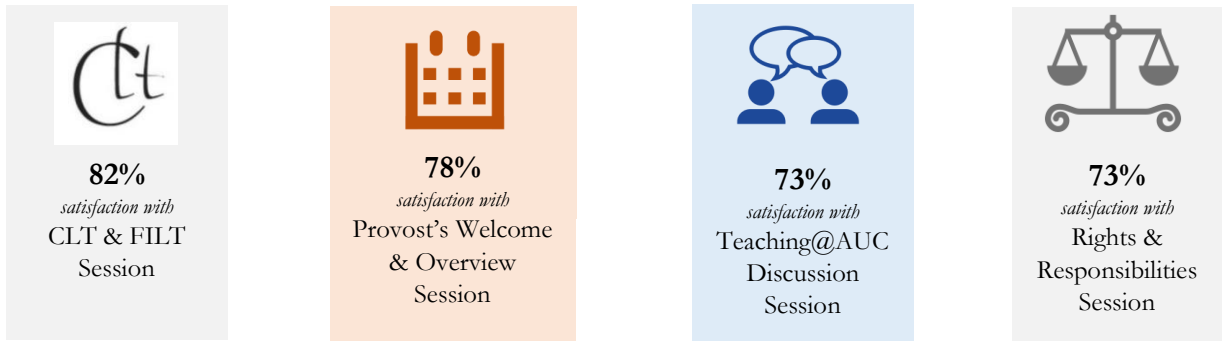 Clt
82%
satisfaction with
CLT & FILT
Session
78%
satisfaction with
Provost's Welcome
& Overview
Session
73%
satisfaction with
Teaching@AUC
Discussion
Session
73%
satisfaction with
Rights &
Responsibilities
Session